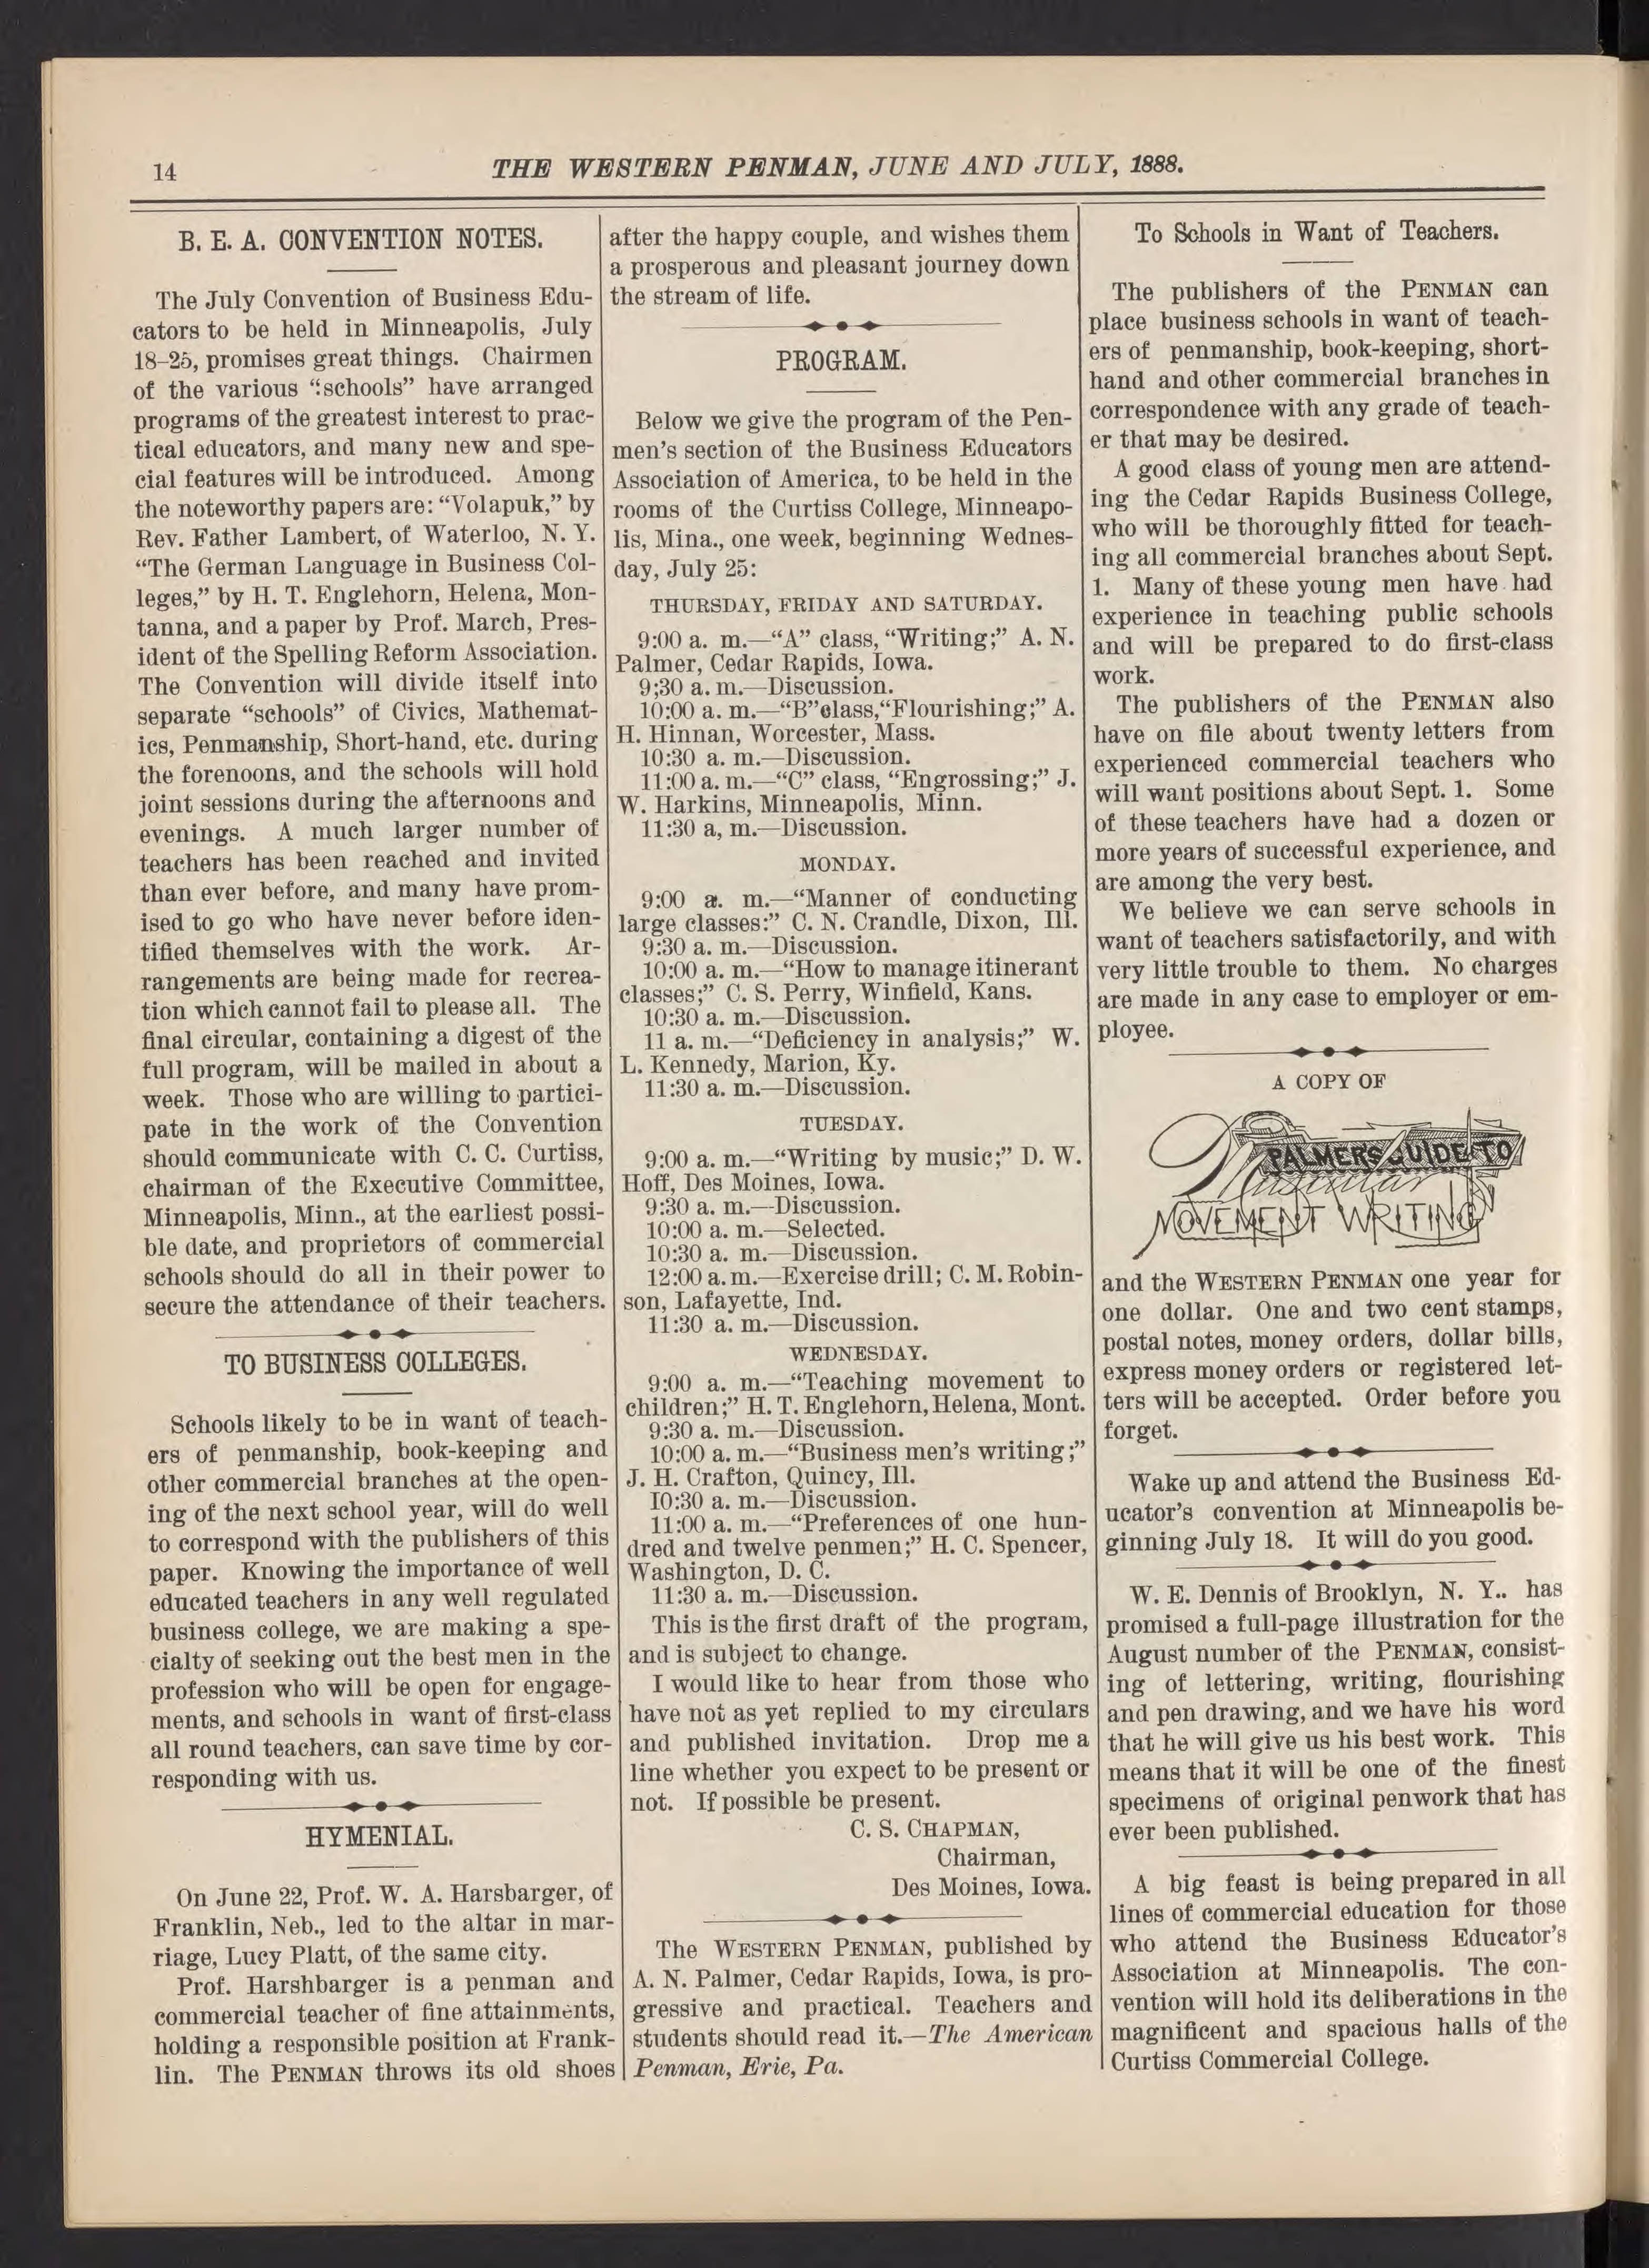 14
THE WESTERN PENMAN, JUNE AND JULY, 1888.
B. E. A. CONVENTION NOTES.
The July Convention of Business Edu-
cators to be held in Minneapolis, July
18-25, promises great things. Chairmen
of the various “schools” have arranged
programs of the greatest interest to prac-
tical educators, and many new and spe-
cial features will be introduced. Among
the noteworthy papers are: “Volapuk,” by
Rev. Father Lambert, of Waterloo, N. Y.
“The German Language in Business Col-
leges,” by H. T. Englehorn, Helena, Mon-
tanna, and a paper by Prof. March, Pres-
ident of the Spelling Reform Association.
The Convention will divide itself into
separate “schools” of Civics, Mathemat-
ics, Penmanship, Short-hand, etc. during
the forenoons, and the schools will hold
joint sessions during the afternoons and
evenings. A much larger number of
teachers has been reached and invited
than ever before, and many have prom-
ised to go who have never before iden-
tified themselves with the work. Ar-
rangements are being made for recrea-
tion which cannot fail to please all. The
final circular, containing a digest of the
full program, will be mailed in about a
week. Those who are willing to partici-
pate in the work of the Convention
should communicate with C. C. Curtiss,
chairman of the Executive Committee,
Minneapolis, Minn., at the earliest possi-
ble date, and proprietors of commercial
schools should do all in their power to
secure the attendance of their teachers.
TO BUSINESS COLLEGES.
Schools likely to be in want of teach-
ers of penmanship, book-keeping and
other commercial branches at the open-
ing of the next school year, will do well
to correspond with the publishers of this
paper. Knowing the importance of well
educated teachers in any well regulated
business college, we are making a spe-
cialty of seeking out the best men in the
profession who will be open for engage-
ments, and schools in want of first-class
all round teachers, can save time by cor-
responding with us.
HYMENIAL.
On June 22, Prof. W. A. Harsbarger, of
Franklin, Neb., led to the altar in mar-
riage, Lucy Platt, of the same city.
Prof. Harshbarger is a penman and
commercial teacher of fine attainments,
holding a responsible position at Frank-
lin. The PENMAN throws its old shoes
after the happy couple, and wishes them
a prosperous and pleasant journey down
the stream of life.
PROGRAM.
Below we give the program of the Pen-
men's section of the Business Educators
Association of America, to be held in the
rooms of the Curtiss College, Minneapo-
lis, Mina., one week, beginning Wednes-
day, July 25:
THURSDAY, FRIDAY AND SATURDAY.
9:00 a. m.—“A” class, “Writing;” A. N.
Palmer, Cedar Rapids, Iowa.
9;30 a. m.—Discussion.
10:00 a. m.—“B” class, “Flourishing;” A.
H. Hinnan, Worcester, Mass.
10:30 a. m.—Discussion.
11:00 a. m.—“C” class, “Engrossing;” J.
W. Harkins, Minneapolis, Minn.
11:30 a, m.—Discussion.
MONDAY.
9:00 a. m.—“Manner of conducting
large classes:” C. N. Crandle, Dixon, Ill.
9:30 a. m.—Discussion.
10:00 a. m.—“How to manage itinerant
classes;” C. S. Perry, Winfield, Kans.
10:30 a. m.—Discussion.
11 a. m.—“Deficiency in analysis;” W.
L. Kennedy, Marion, Ky.
11:30 a. m.—Discussion.
TUESDAY.
9:00 a. m.—“Writing by music;” D. W.
Hoff, Des Moines, Iowa.
9:30 a. m.—Discussion.
10:00 a. m.—Selected.
10:30 a. m.—Discussion.
12:00 a. m.—Exercise drill; C. M. Robin-
son, Lafayette, Ind.
11:30 a. m.—Discussion.
WEDNESDAY.
9:00 a. m.—“Teaching movement to
children;” H. T. Englehorn, Helena, Mont.
9:30 a. m.—Discussion.
10:00 a. m.—“Business men's writing;”
J. H. Crafton, Quincy, Ill.
10:30 a. m.—Discussion.
11:00 a. m.—“Preferences of one hun-
dred and twelve penmen;” H. C. Spencer,
Washington, D. C.
11:30 a. m.—Discussion.
This is the first draft of the program,
and is subject to change.
I would like to hear from those who
have not as yet replied to my circulars
and published invitation. Drop me a
line whether you expect to be present or
not. If possible be present.
C. S. CHAPMAN,
Chairman,
Des Moines, Iowa.
The WESTERN PENMAN, published by
A. N. Palmer, Cedar Rapids, Iowa, is pro-
gressive and practical. Teachers and
students should read it.—The American
Penman, Erie, Pa.
To Schools in Want of Teachers.
The publishers of the PENMAN can
place business schools in want of teach-
ers of penmanship, book-keeping, short-
hand and other commercial branches in
correspondence with any grade of teach-
er that may be desired.
A good class of young men are attend-
ing the Cedar Rapids Business College,
who will be thoroughly fitted for teach-
ing all commercial branches about Sept.
1. Many of these young men have had
experience in teaching public schools
and will be prepared to do first-class
work.
The publishers of the PENMAN also
have on file about twenty letters from
experienced commercial teachers who
will want positions about Sept. 1. Some
of these teachers have had a dozen or
more years of successful experience, and
are among the very best.
We believe we can serve schools in
want of teachers satisfactorily, and with
very little trouble to them. No charges
are made in any case to employer or em-
ployee.
A COPY OF
PALMER'S GUIDE TO
Muscular
MOVEMENT WRITING
and the WESTERN PENMAN one year for
one dollar. One and two cent stamps,
postal notes, money orders, dollar bills,
express money orders or registered let-
ters will be accepted. Order before you
forget.
Wake up and attend the Business Ed-
ucator's convention at Minneapolis be-
ginning July 18. It will do you good.
W. E. Dennis of Brooklyn, N. Y.. has
promised a full-page illustration for the
August number of the PENMAN, consist-
ing of lettering, writing, flourishing
and pen drawing, and we have his word
that he will give us his best work. This
means that it will be one of the finest
specimens of original penwork that has
ever been published.
A big feast is being prepared in all
lines of commercial education for those
who attend the Business Educator's
Association at Minneapolis. The con-
vention will hold its deliberations in the
magnificent and spacious halls of the
Curtiss Commercial College.